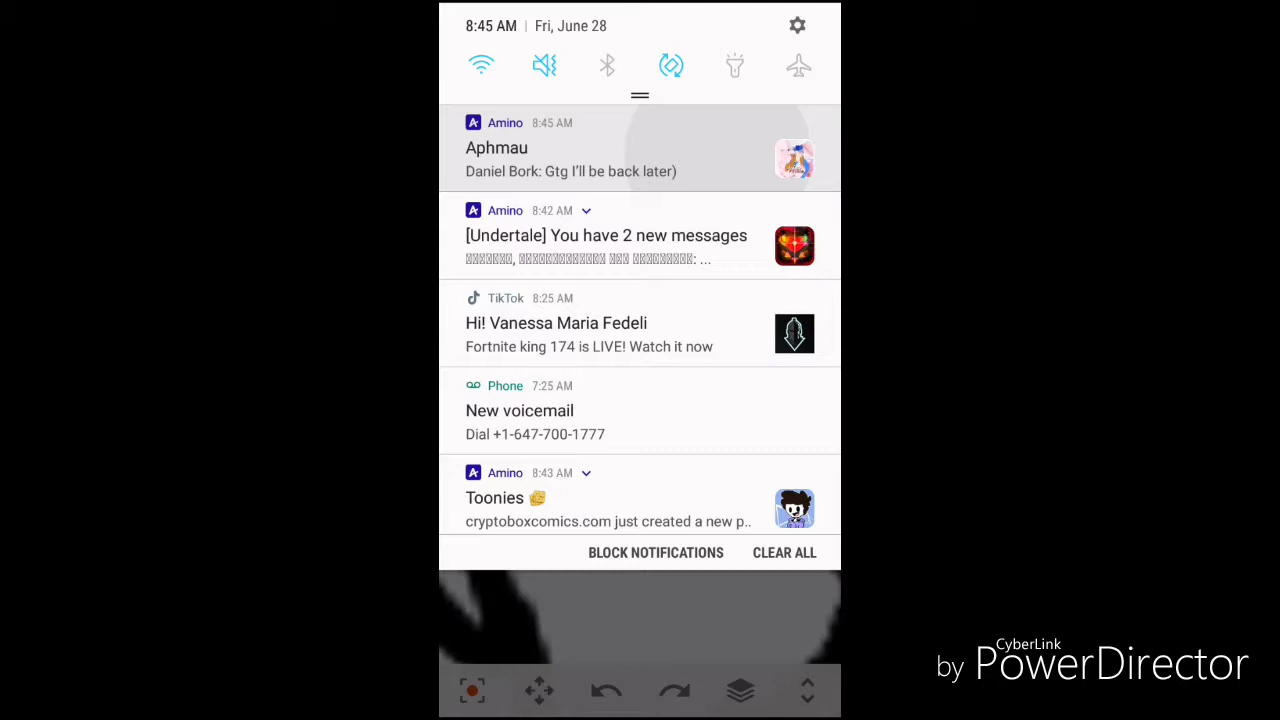 8:45 AM | Fri, June 28
Amino 8:45 AM
Aphmau
Daniel Bork: Gtg I'll be back later)
Amino 8:42 AM
[Undertale] You have 2 new messages
TikTok 8:25 AM
Hi! Vanessa Maria Fedeli
Fortnite king 174 is LIVE! Watch it now
Phone 7:25 AM
New voicemail
Dial +1-647-700-1777
Amino 8:43 AM
Toonies
cryptoboxcomics.com just created a new p..
BLOCK NOTIFICATIONS CLEAR ALL
CyberLink
by PowerDirector